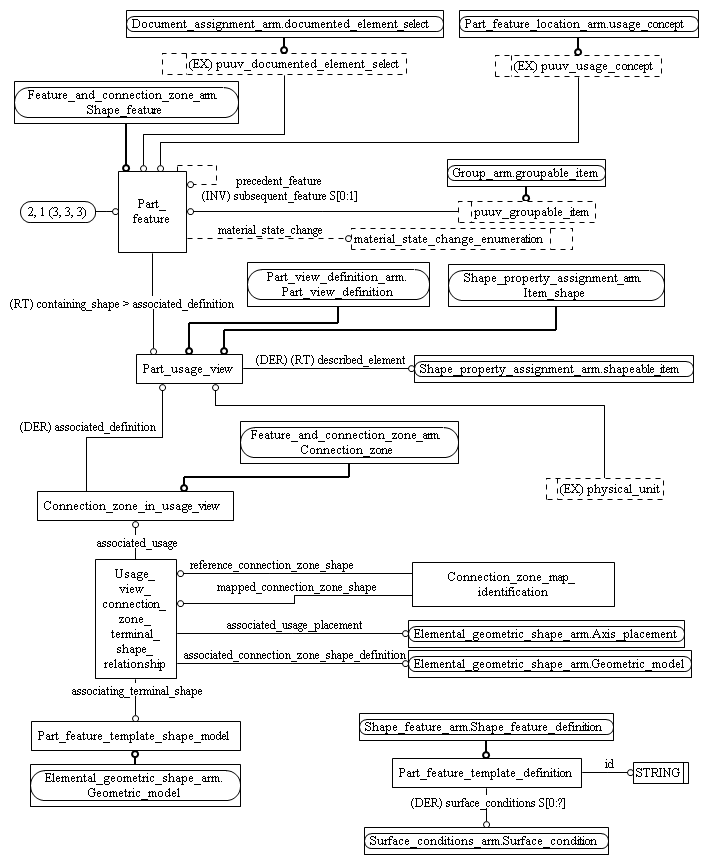 Document_assignment_arm.documented_element_select
Part_feature_location_arm.usage_concept
(EX) puuv_documented_element_select
(EX) puuv_usage_concept
Feature_and_connection_zone_arm.
Shape_feature
Group_arm.groupable_item
precedent_feature
(INV) subsequent_feature S[0:1]
2, 1 (3, 3, 3)
Part_
feature
puuv_groupable_item
material_state_change
material_state_change_enumeration
Part_view_definition_arm.
Part_view_definition
Shape_property_assignment_arm.
Item_shape
(RT) containing_shape > associated_definition
Part_usage_view
(DER) (RT) described_element
Shape_property_assignment_arm.shapeable_item
(DER) associated_definition
Feature_and_connection_zone_arm.
Connection_zone
(EX) physical_unit
Connection_zone_in_usage_view
associated_usage
Usage_
view_
connection_
zone_
terminal_
shape_
relationship
reference_connection_zone_shape
mapped_connection_zone_shape
Connection_zone_map_
identification
associated_usage_placement
Elemental_geometric_shape_arm.Axis_placement
associated_connection_zone_shape_definition
Elemental_geometric_shape_arm.Geometric_model
associating_terminal_shape
Part_feature_template_shape_model
Elemental_geometric_shape_arm.
Geometric_model
Shape_feature_arm.Shape_feature_definition
Part_feature_template_definition
id
STRING
(DER) surface_conditions S[0:?]
Surface_conditions_arm.Surface_condition